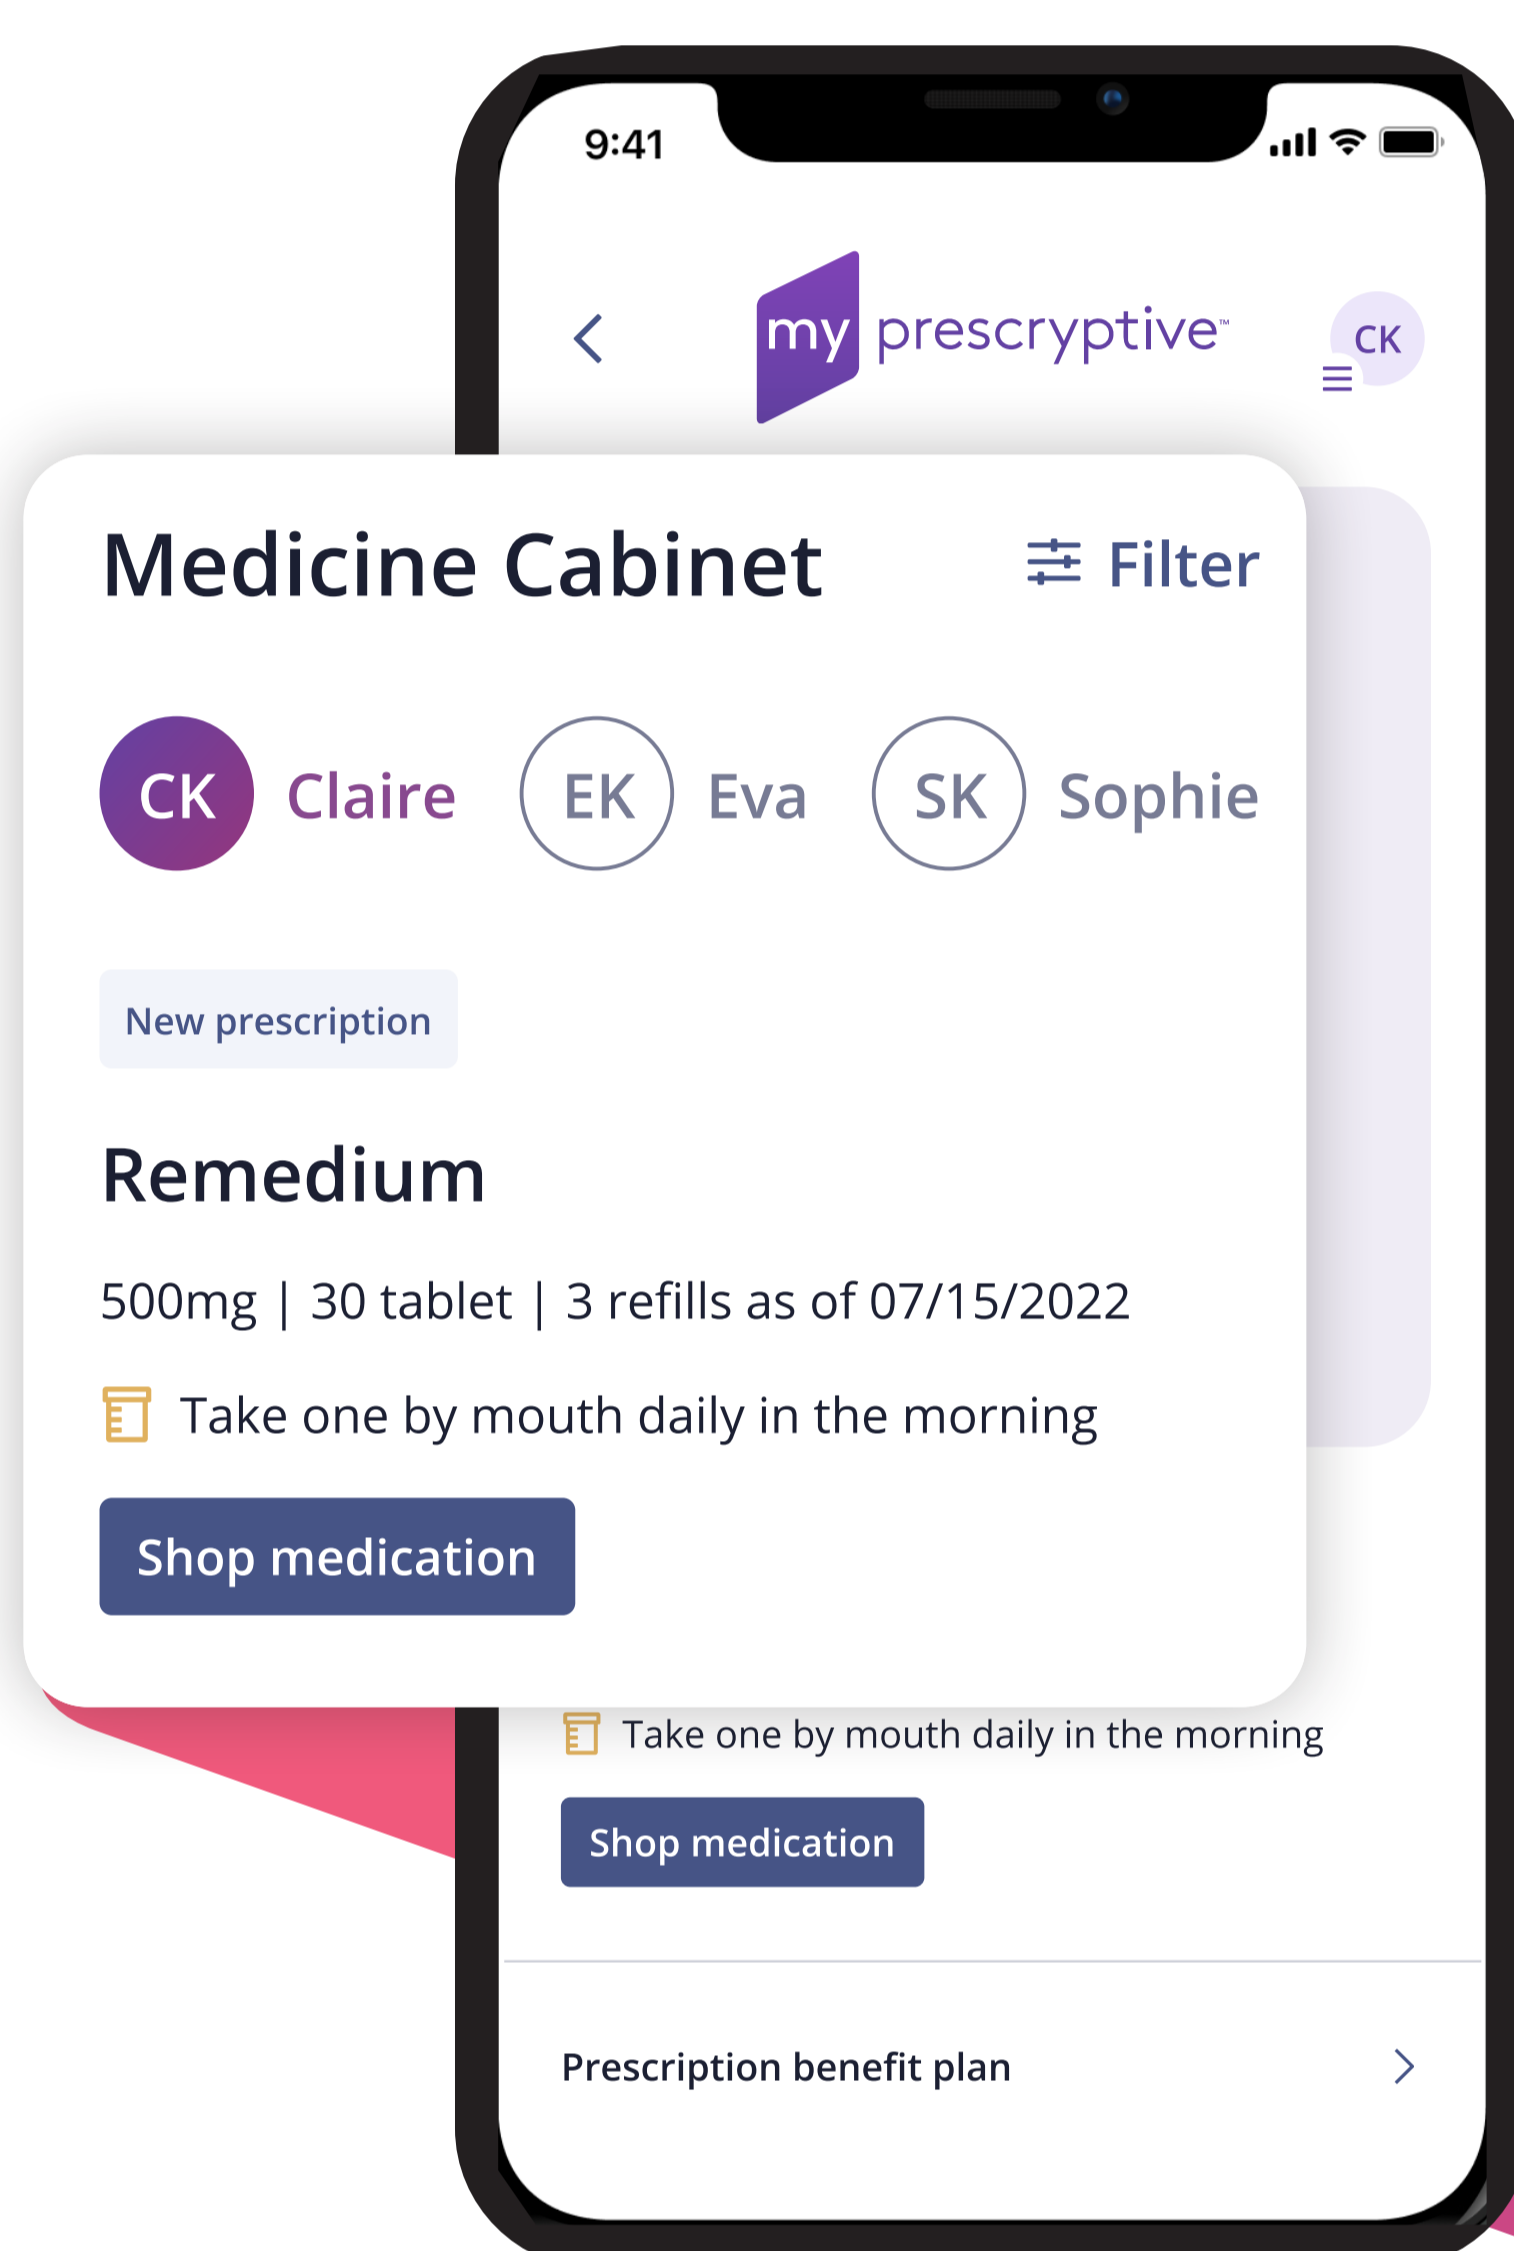 9:41
my prescryptive™
CK
Medicine Cabinet
Filter
CK Claire
EK Eva
SK Sophie
New prescription
Remedium
500mg | 30 tablet | 3 refills as of 07/15/2022
Take one by mouth daily in the morning
Shop medication
Take one by mouth daily in the morning
Shop medication
Prescription benefit plan